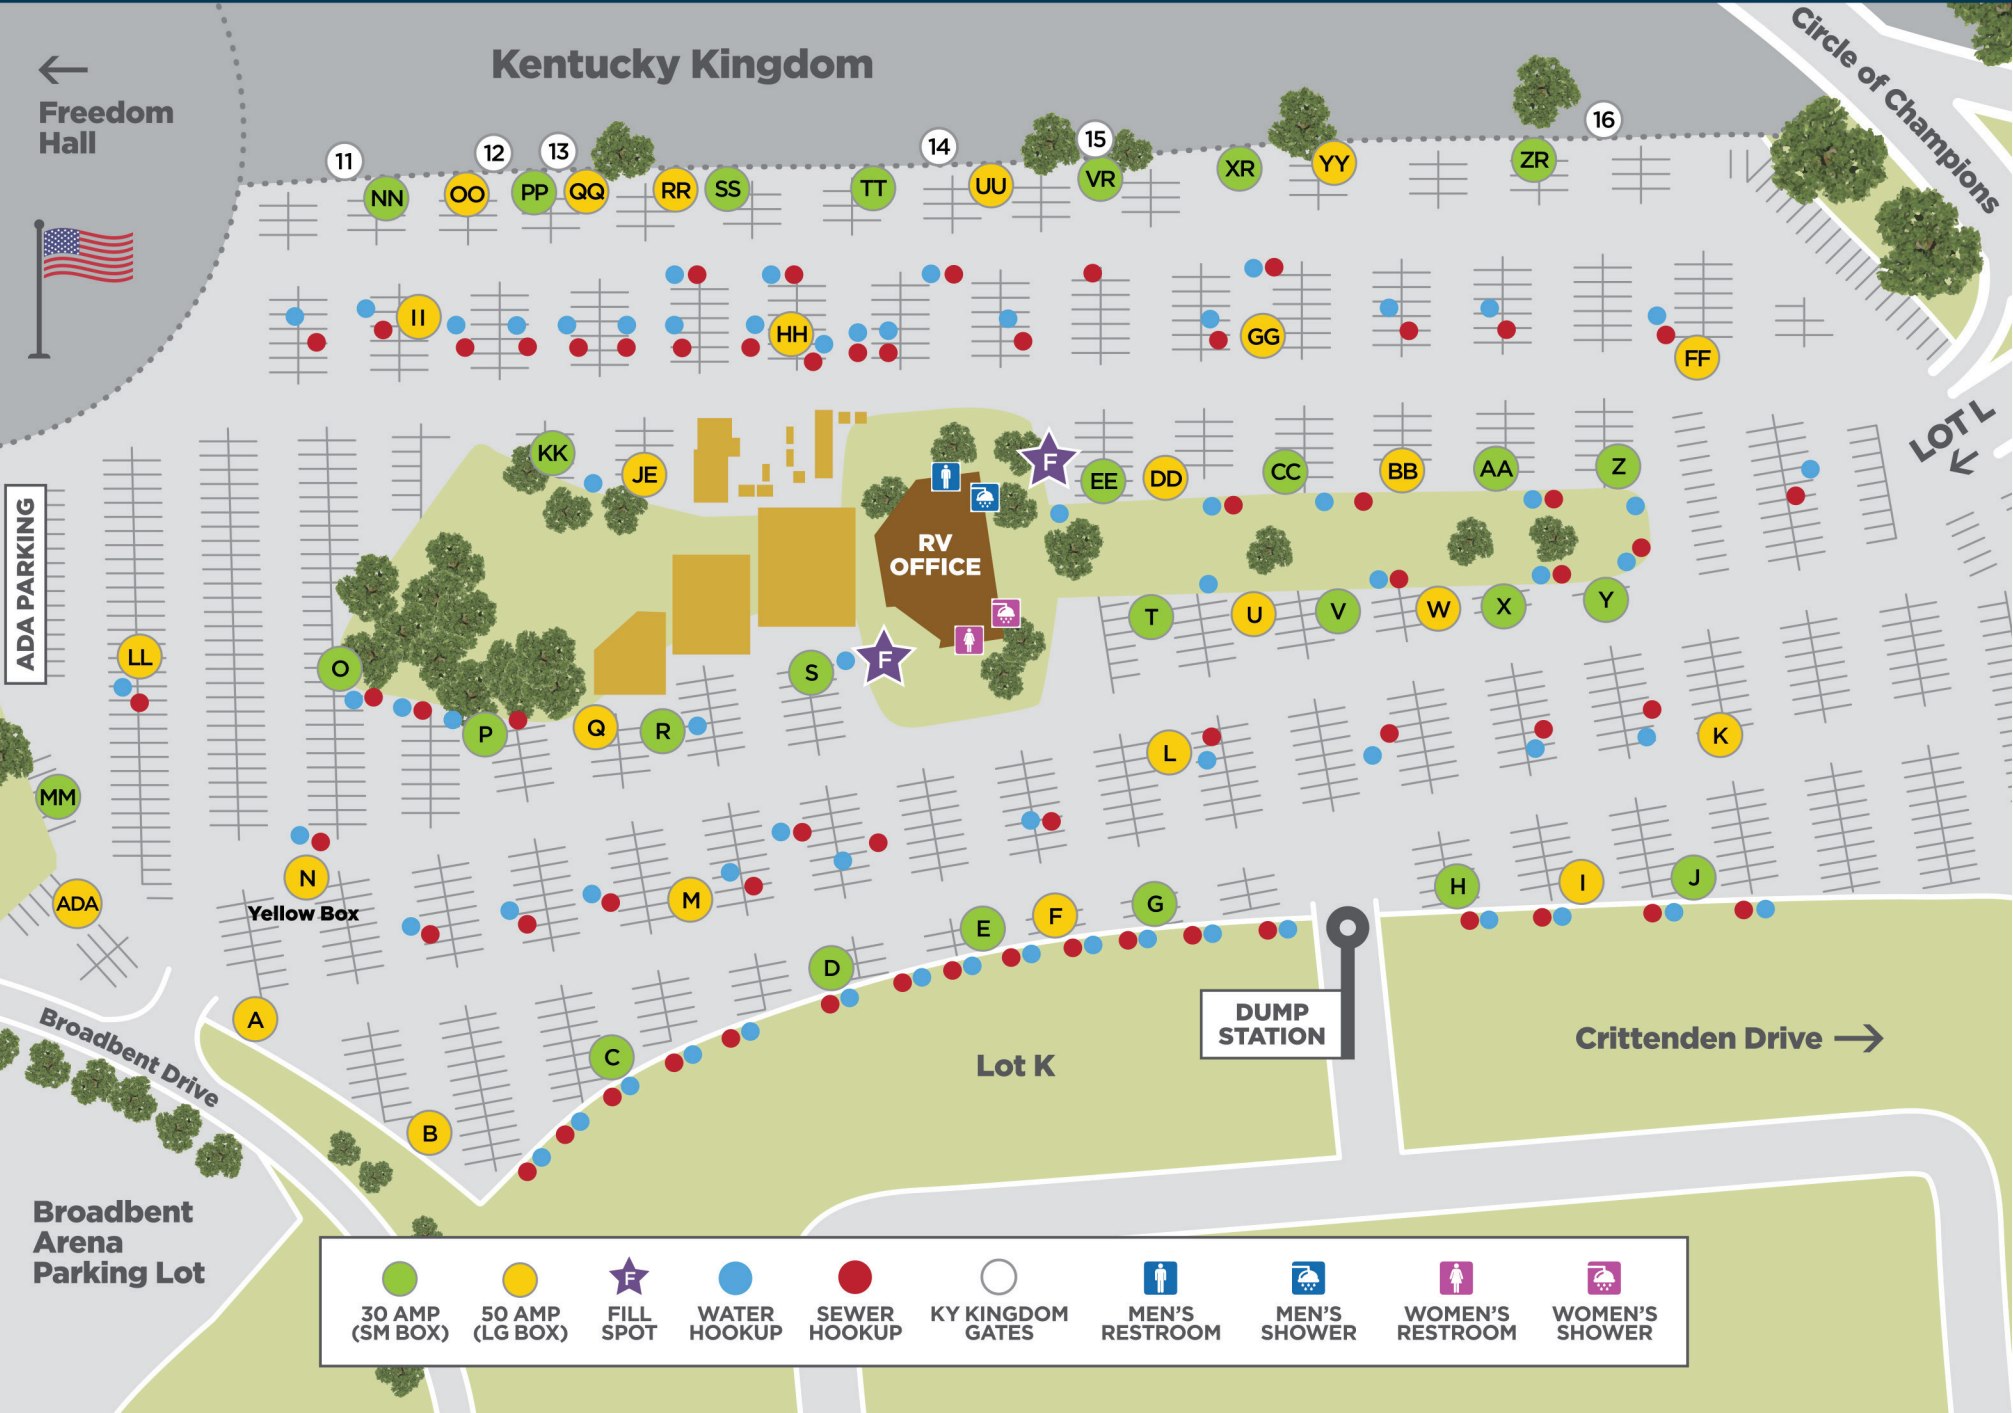 Kentucky Kingdom
Circle of Champions
←
Freedom
Hall
11
12
13
14
15
16
NN
OO
PP
QQ
RR
SS
TT
UU
VR
XR
YY
ZR
II
HH
GG
FF
LOT L
←
KK
JE
F
EE
DD
CC
BB
AA
Z
ADA PARKING
RV
OFFICE
T
U
V
W
X
Y
LL
O
S
F
P
Q
R
L
K
MM
N
Yellow Box
M
ADA
H
I
J
G
F
E
D
A
C
B
Broadbent Drive
DUMP
STATION
Lot K
Crittenden Drive →
Broadbent
Arena
Parking Lot
30 AMP
(SM BOX)
50 AMP
(LG BOX)
F
FILL
SPOT
WATER
HOOKUP
SEWER
HOOKUP
KY KINGDOM
GATES
MEN'S
RESTROOM
MEN'S
SHOWER
WOMEN'S
RESTROOM
WOMEN'S
SHOWER